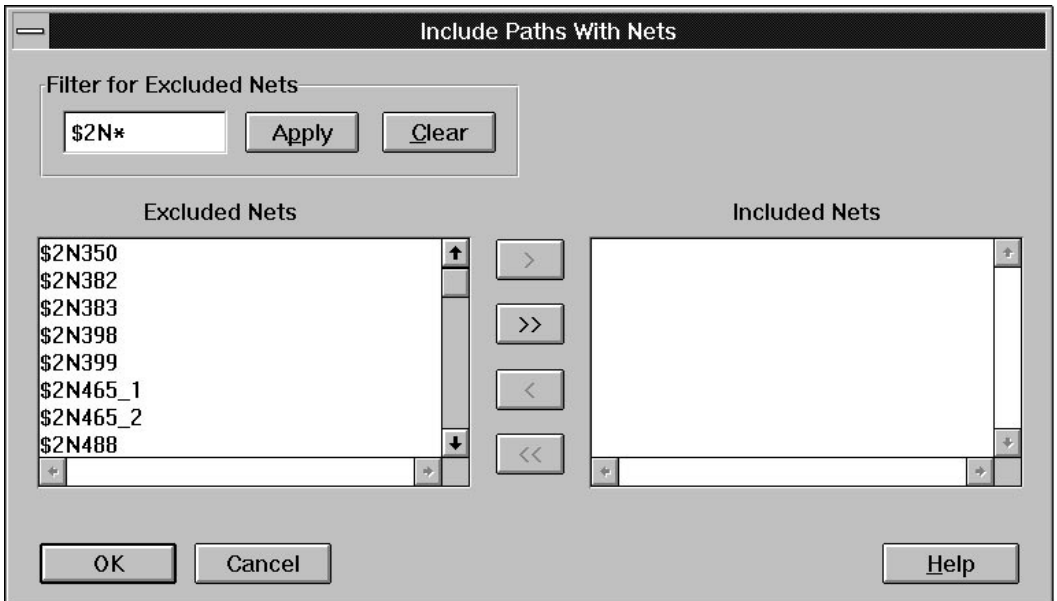 Include Paths With Nets
Filter for Excluded Nets
$2N*
Apply
Clear
Excluded Nets
Included Nets
$2N350
$2N382
$2N383
$2N398
$2N399
$2N465_1
$2N465_2
$2N488
>
>>
<
<<
OK
Cancel
Help